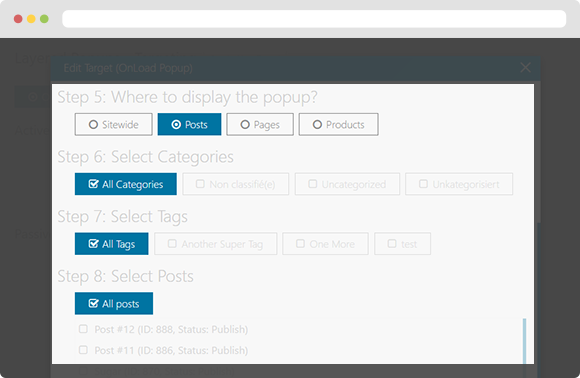 Edit Target (OnLoad Popup)
Step 5: Where to display the popup?
Sitewide Posts Pages Products
Step 6: Select Categories
All Categories Non classifié(e) Uncategorized Unkategorisiert
Step 7: Select Tags
All Tags Another Super Tag One More test
Step 8: Select Posts
All posts
Post #12 (ID: 888, Status: Publish)
Post #11 (ID: 886, Status: Publish)